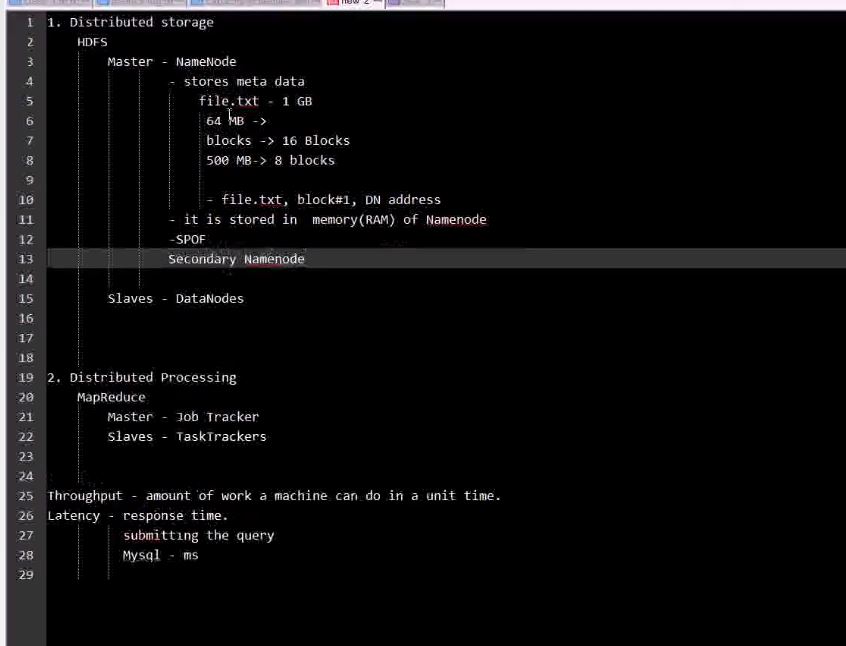 new 2
1 1. Distributed storage
2 HDFS
3 Master - NameNode
4 - stores meta data
5 file.txt - 1 GB
6 64 MB ->
7 blocks -> 16 Blocks
8 500 MB-> 8 blocks
9
10 - file.txt, block#1, DN address
11 - it is stored in memory(RAM) of Namenode
12 -SPOF
13 Secondary Namenode
14
15 Slaves - DataNodes
16
17
18
19 2. Distributed Processing
20 MapReduce
21 Master - Job Tracker
22 Slaves - TaskTrackers
23
24
25 Throughput - amount of work a machine can do in a unit time.
26 Latency - response time.
27 submitting the query
28 Mysql - ms
29